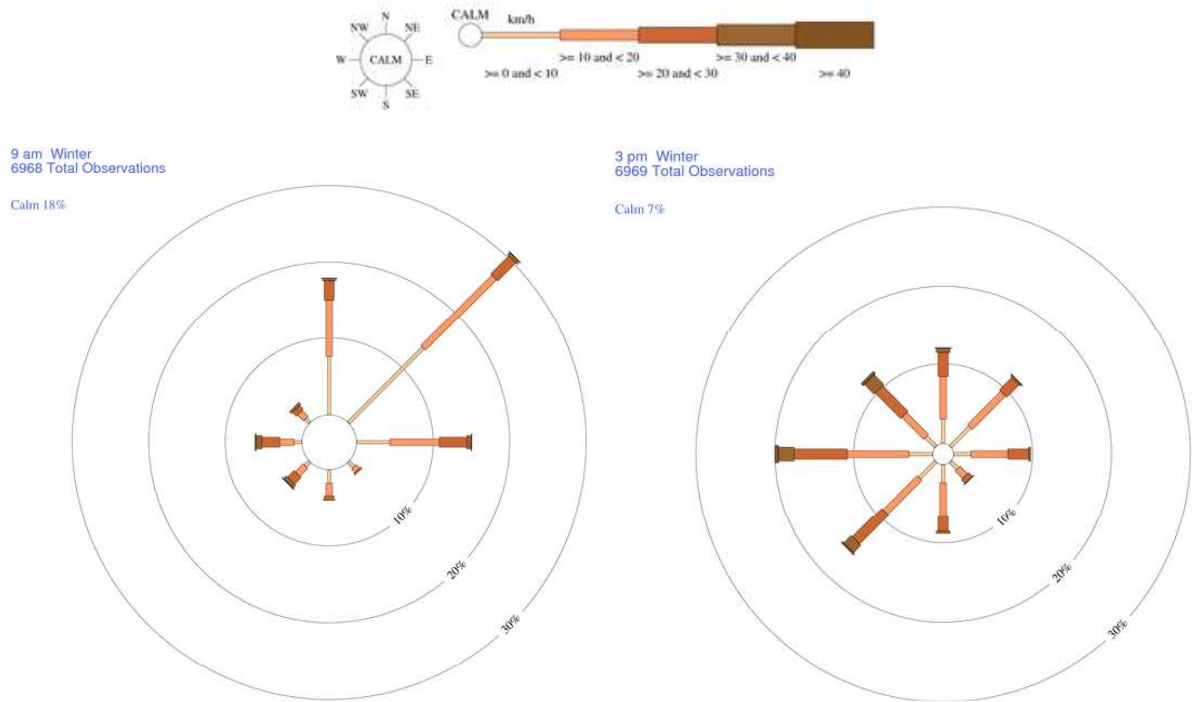 N
NW NE
W CALM E
SW SE
S
CALM km/h
>= 10 and < 20 >= 30 and < 40
>= 0 and < 10 >= 20 and < 30 >= 40
9 am Winter
6968 Total Observations
Calm 18%
10%
20%
30%
3 pm Winter
6969 Total Observations
Calm 7%
10%
20%
30%